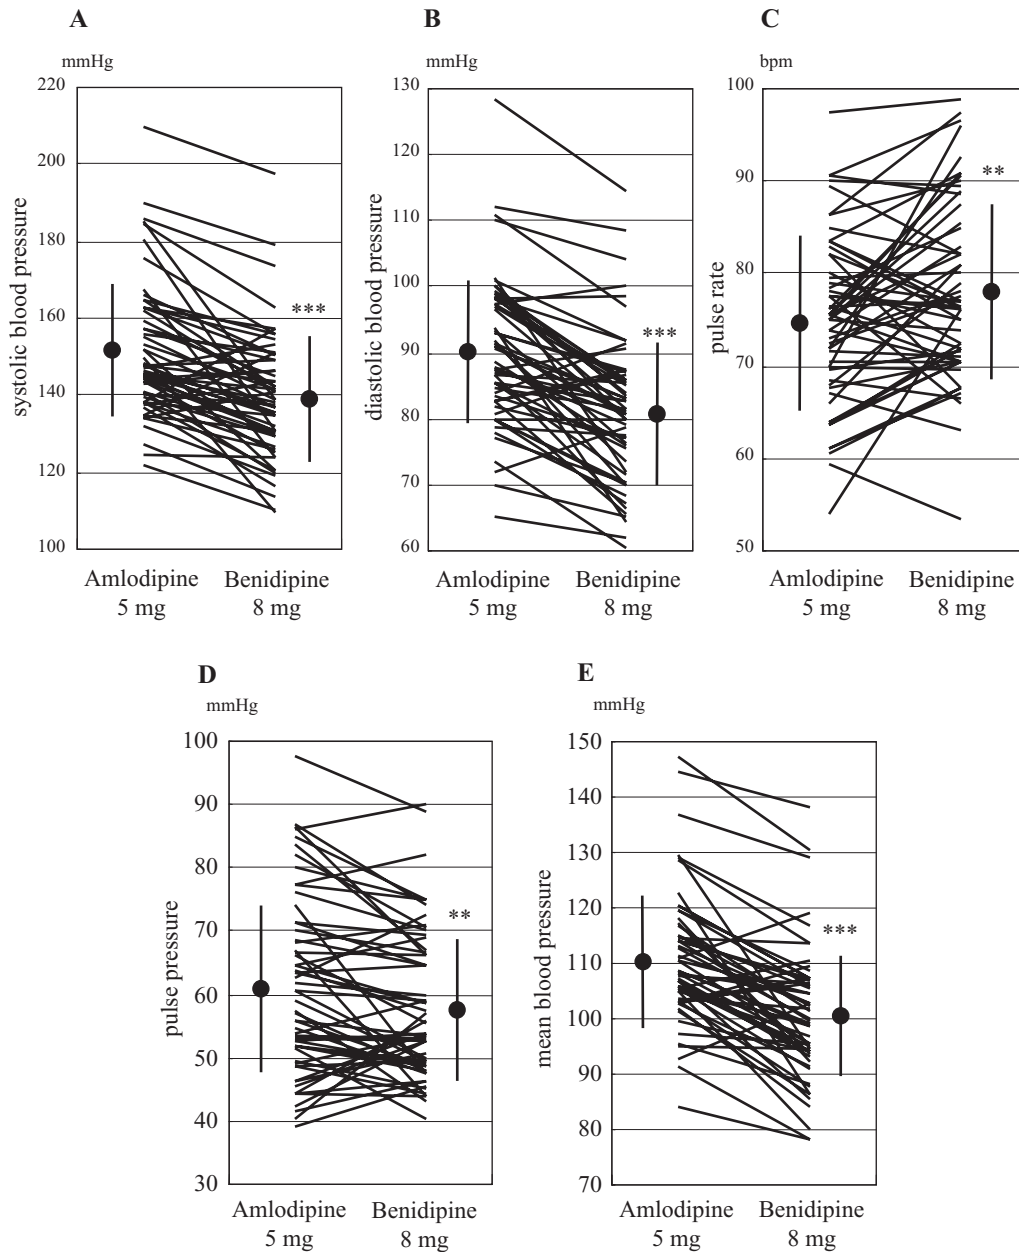 A
B
C
mmHg
mmHg
bpm
systolic blood pressure
220
200
180
160
140
120
100
***
Amlodipine
5 mg
Benidipine
8 mg
diastolic blood pressure
130
120
110
100
90
80
70
60
***
Amlodipine
5 mg
Benidipine
8 mg
pulse rate
100
90
80
70
60
50
**
Amlodipine
5 mg
Benidipine
8 mg
D
E
mmHg
mmHg
pulse pressure
100
90
80
70
60
50
40
30
**
Amlodipine
5 mg
Benidipine
8 mg
mean blood pressure
150
140
130
120
110
100
90
80
70
***
Amlodipine
5 mg
Benidipine
8 mg